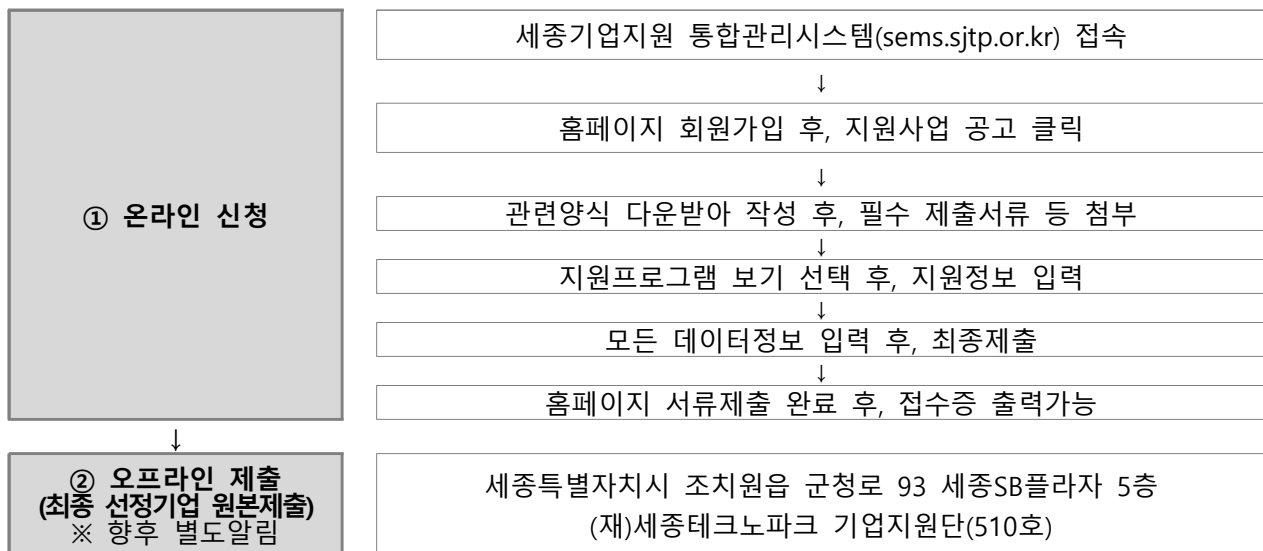 ① 온라인 신청
세종기업지원 통합관리시스템(sems.sjtp.or.kr) 접속
↓
홈페이지 회원가입 후, 지원사업 공고 클릭
↓
관련양식 다운받아 작성 후, 필수 제출서류 등 첨부
↓
지원프로그램 보기 선택 후, 지원정보 입력
↓
모든 데이터정보 입력 후, 최종제출
↓
홈페이지 서류제출 완료 후, 접수증 출력가능
↓
② 오프라인 제출
(최종 선정기업 원본제출)
※ 향후 별도알림
세종특별자치시 조치원읍 군청로 93 세종SB플라자 5층
(재)세종테크노파크 기업지원단(510호)